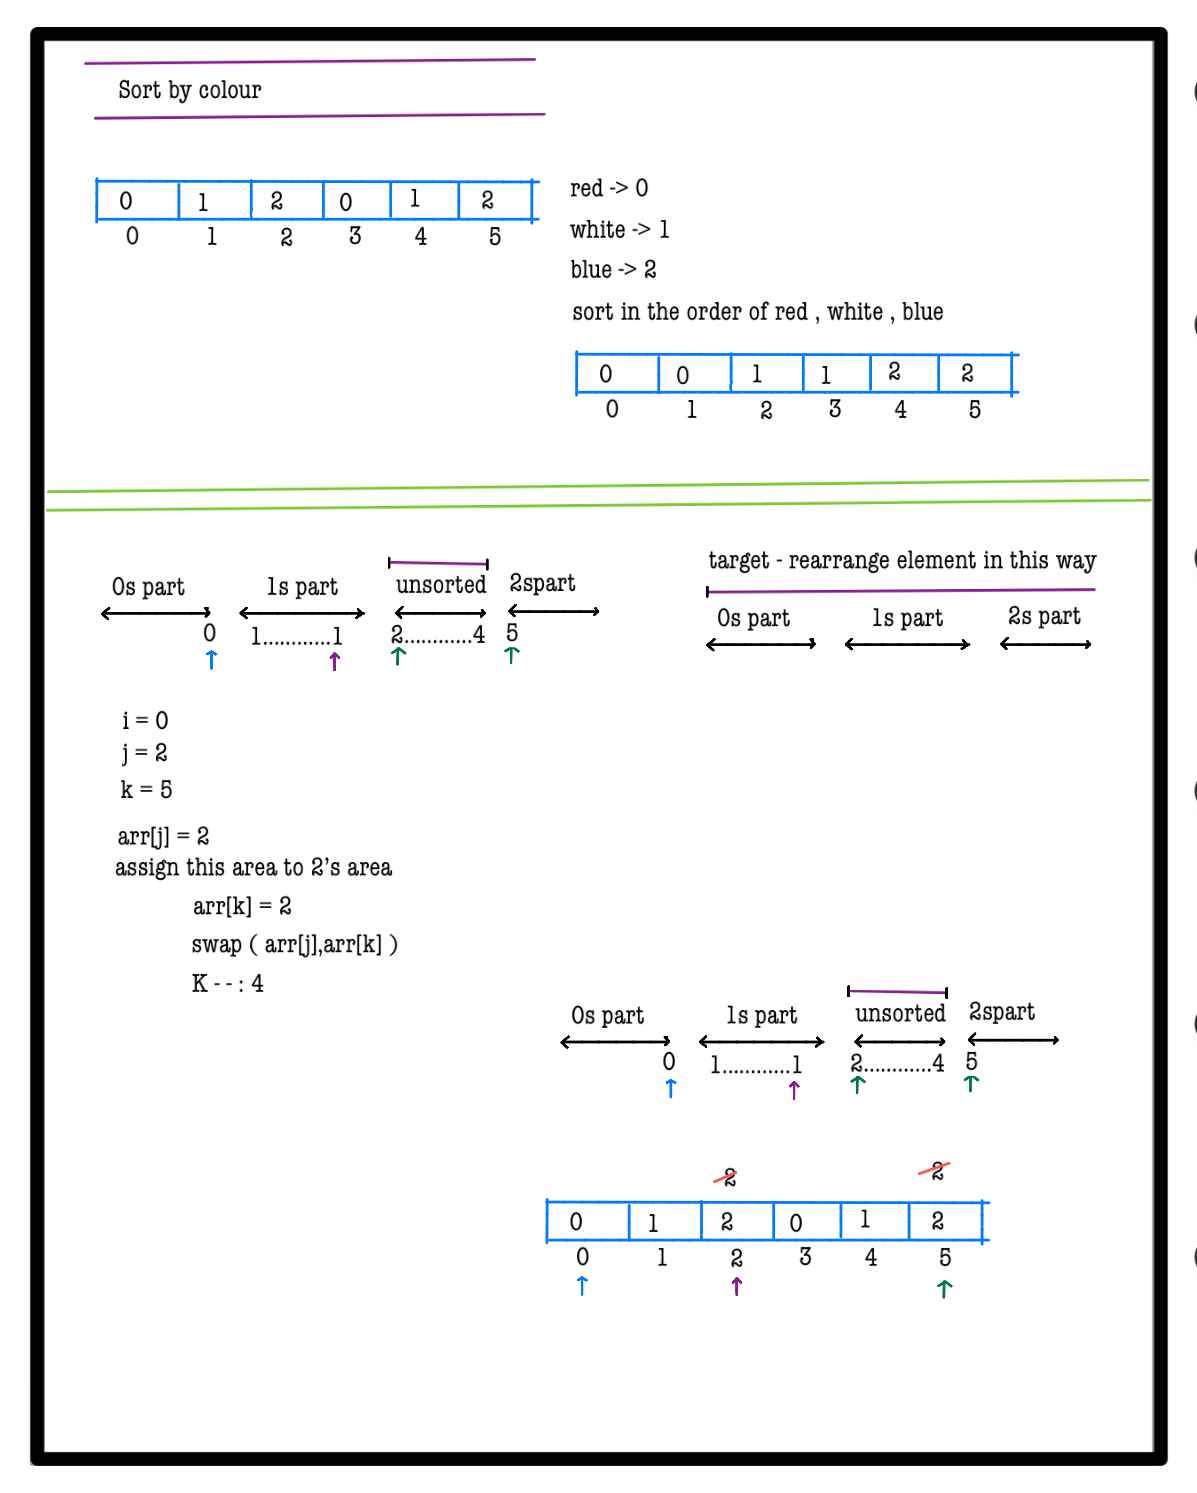 Sort by colour
0 1 2 0 1 2
0 1 2 3 4 5
red -> 0
white -> 1
blue -> 2
sort in the order of red , white , blue
0 0 1 1 2 2
0 1 2 3 4 5
target - rearrange element in this way
0s part 1s part 2s part
0s part 1s part unsorted 2spart
0 1............1 2............4 5
i = 0
j = 2
k = 5
arr[j] = 2
assign this area to 2's area
arr[k] = 2
swap ( arr[j],arr[k] )
K - - : 4
0s part 1s part unsorted 2spart
0 1............1 2............4 5
2 2
0 1 2 0 1 2
0 1 2 3 4 5